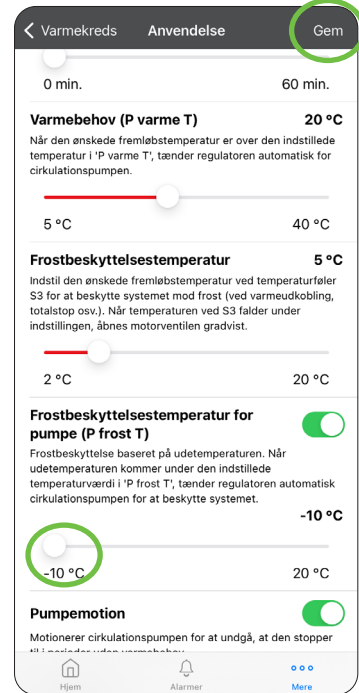 Varmekreds Anvendelse Gem
0 min. 60 min.
Varmebehov (P varme T) 20 °C
Når den ønskede fremløbstemperatur er over den indstillede
temperatur i 'P varme T', tænder regulatoren automatisk for
cirkulationspumpen.
5 °C 40 °C
Frostbeskyttelsestemperatur 5 °C
Indstil den ønskede fremløbstemperatur ved temperaturføler
S3 for at beskytte systemet mod frost (ved varmeudkobling,
totalstop osv.). Når temperaturen ved S3 falder under
indstillingen, åbnes motorventilen gradvist.
2 °C 20 °C
Frostbeskyttelsestemperatur for
pumpe (P frost T)
Frostbeskyttelse baseret på udetemperaturen. Når
udetemperaturen kommer under den indstillede
temperaturværdi i 'P frost T', tænder regulatoren automatisk
cirkulationspumpen for at beskytte systemet.
-10 °C
-10 °C 20 °C
Pumpemotion
Motionerer cirkulationspumpen for at undgå, at den stopper
til i perioder uden varmebehov
Hjem Alarmer Mere